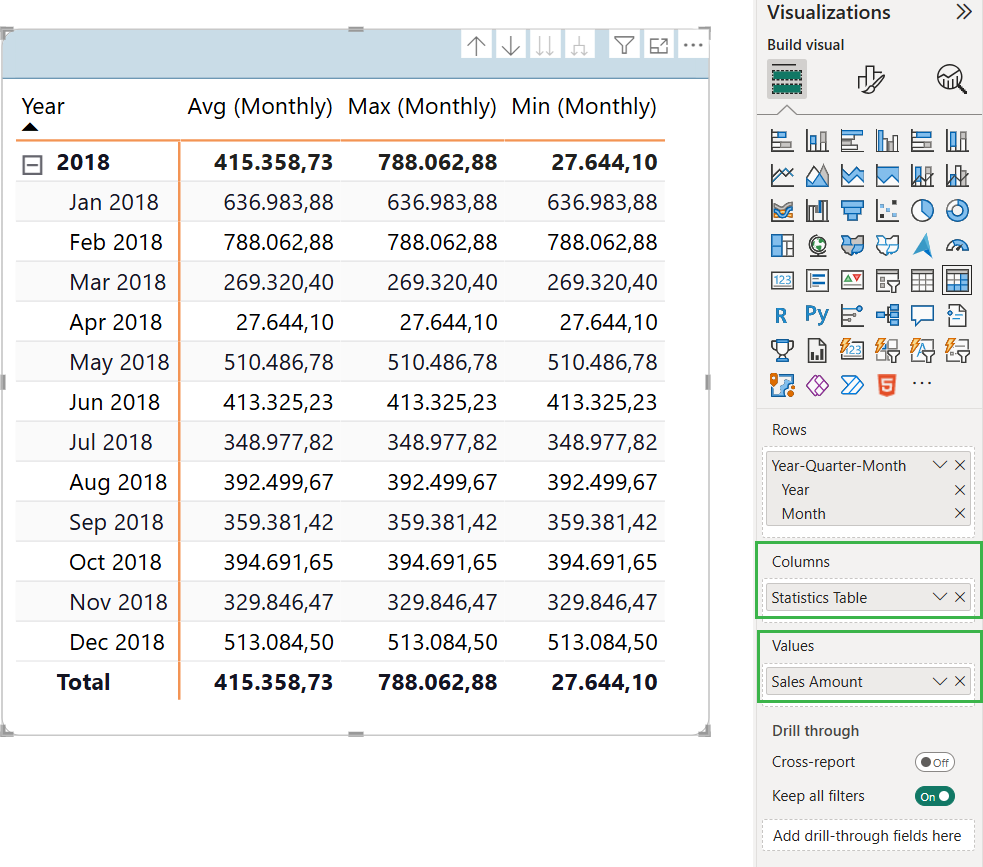 Year Avg (Monthly) Max (Monthly) Min (Monthly)
2018 415.358,73 788.062,88 27.644,10
Jan 2018 636.983,88 636.983,88 636.983,88
Feb 2018 788.062,88 788.062,88 788.062,88
Mar 2018 269.320,40 269.320,40 269.320,40
Apr 2018 27.644,10 27.644,10 27.644,10
May 2018 510.486,78 510.486,78 510.486,78
Jun 2018 413.325,23 413.325,23 413.325,23
Jul 2018 348.977,82 348.977,82 348.977,82
Aug 2018 392.499,67 392.499,67 392.499,67
Sep 2018 359.381,42 359.381,42 359.381,42
Oct 2018 394.691,65 394.691,65 394.691,65
Nov 2018 329.846,47 329.846,47 329.846,47
Dec 2018 513.084,50 513.084,50 513.084,50
Total 415.358,73 788.062,88 27.644,10
Visualizations
Build visual
123
R Py
123
A
5
Rows
Year-Quarter-Month
Year
Month
Columns
Statistics Table
Values
Sales Amount
Drill through
Cross-report Off
Keep all filters On
Add drill-through fields here